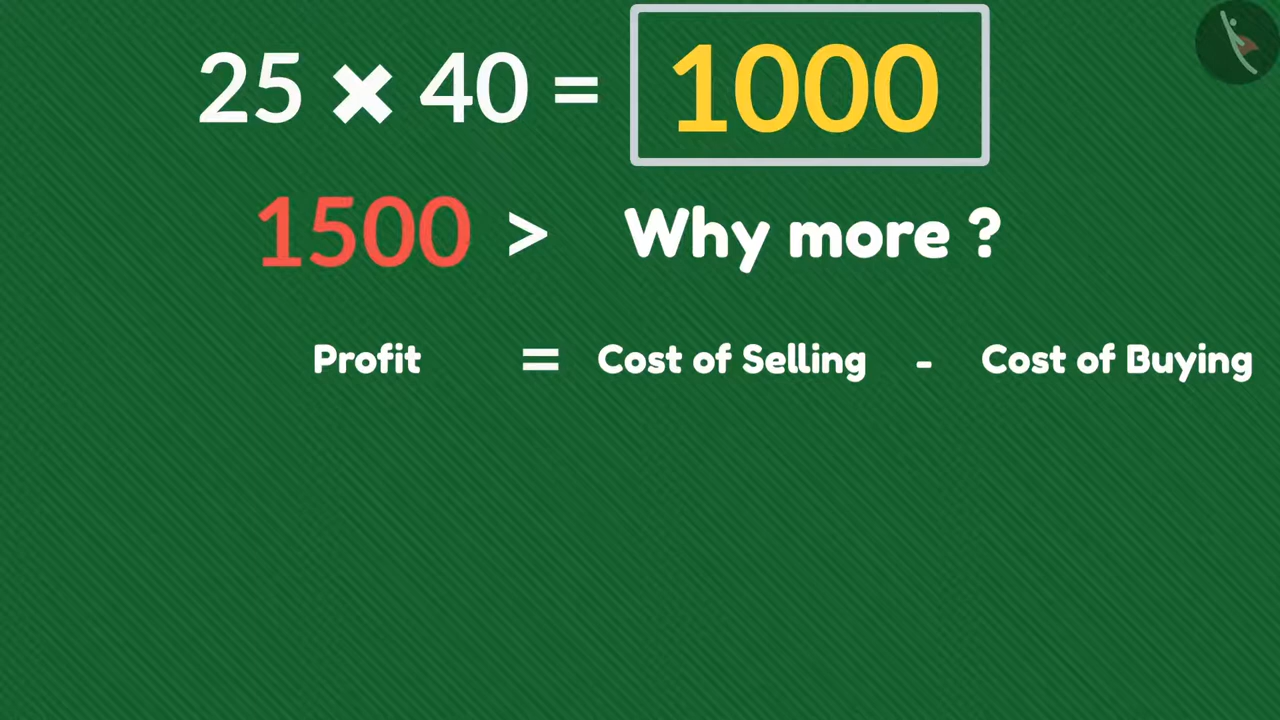 25 × 40 = 1000
1500 > Why more ?
Profit = Cost of Selling - Cost of Buying